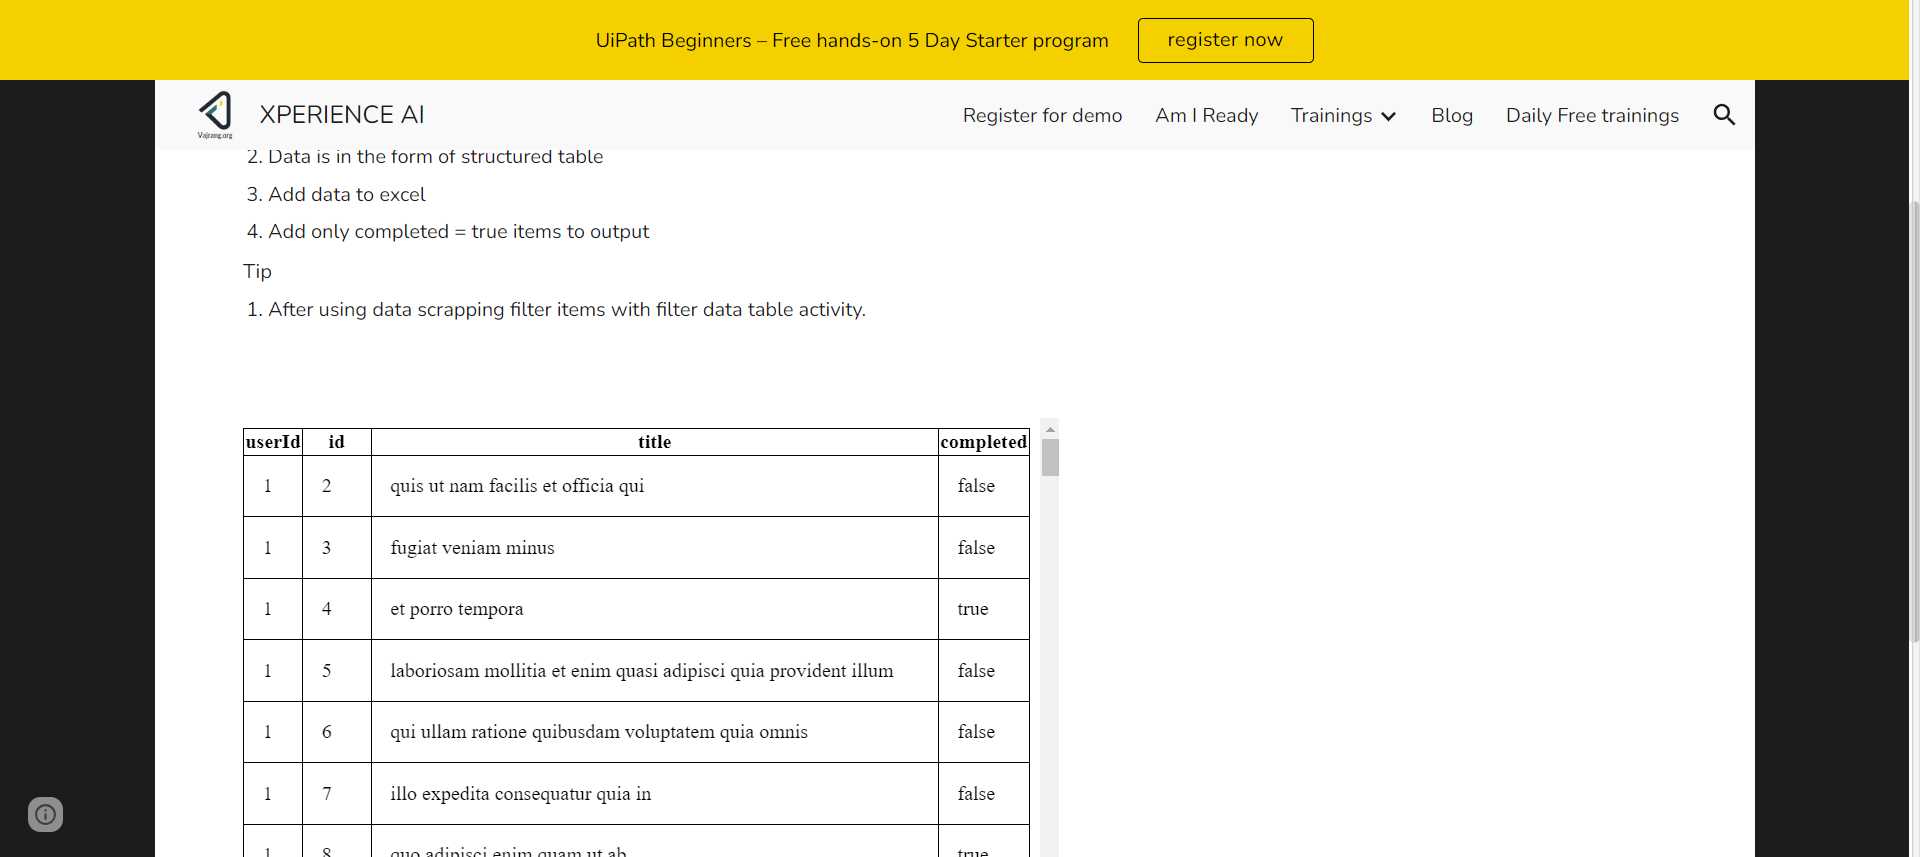 UiPath Beginners – Free hands-on 5 Day Starter program
register now
Vajrang.org
XPERIENCE AI
Register for demo
Am I Ready
Trainings
Blog
Daily Free trainings
2. Data is in the form of structured table
3. Add data to excel
4. Add only completed = true items to output
Tip
1. After using data scrapping filter items with filter data table activity.
userId id title completed
1 2 quis ut nam facilis et officia qui false
1 3 fugiat veniam minus false
1 4 et porro tempora true
1 5 laboriosam mollitia et enim quasi adipisci quia provident illum false
1 6 qui ullam ratione quibusdam voluptatem quia omnis false
1 7 illo expedita consequatur quia in false
1 8 quo adipisci enim quam ut ab true